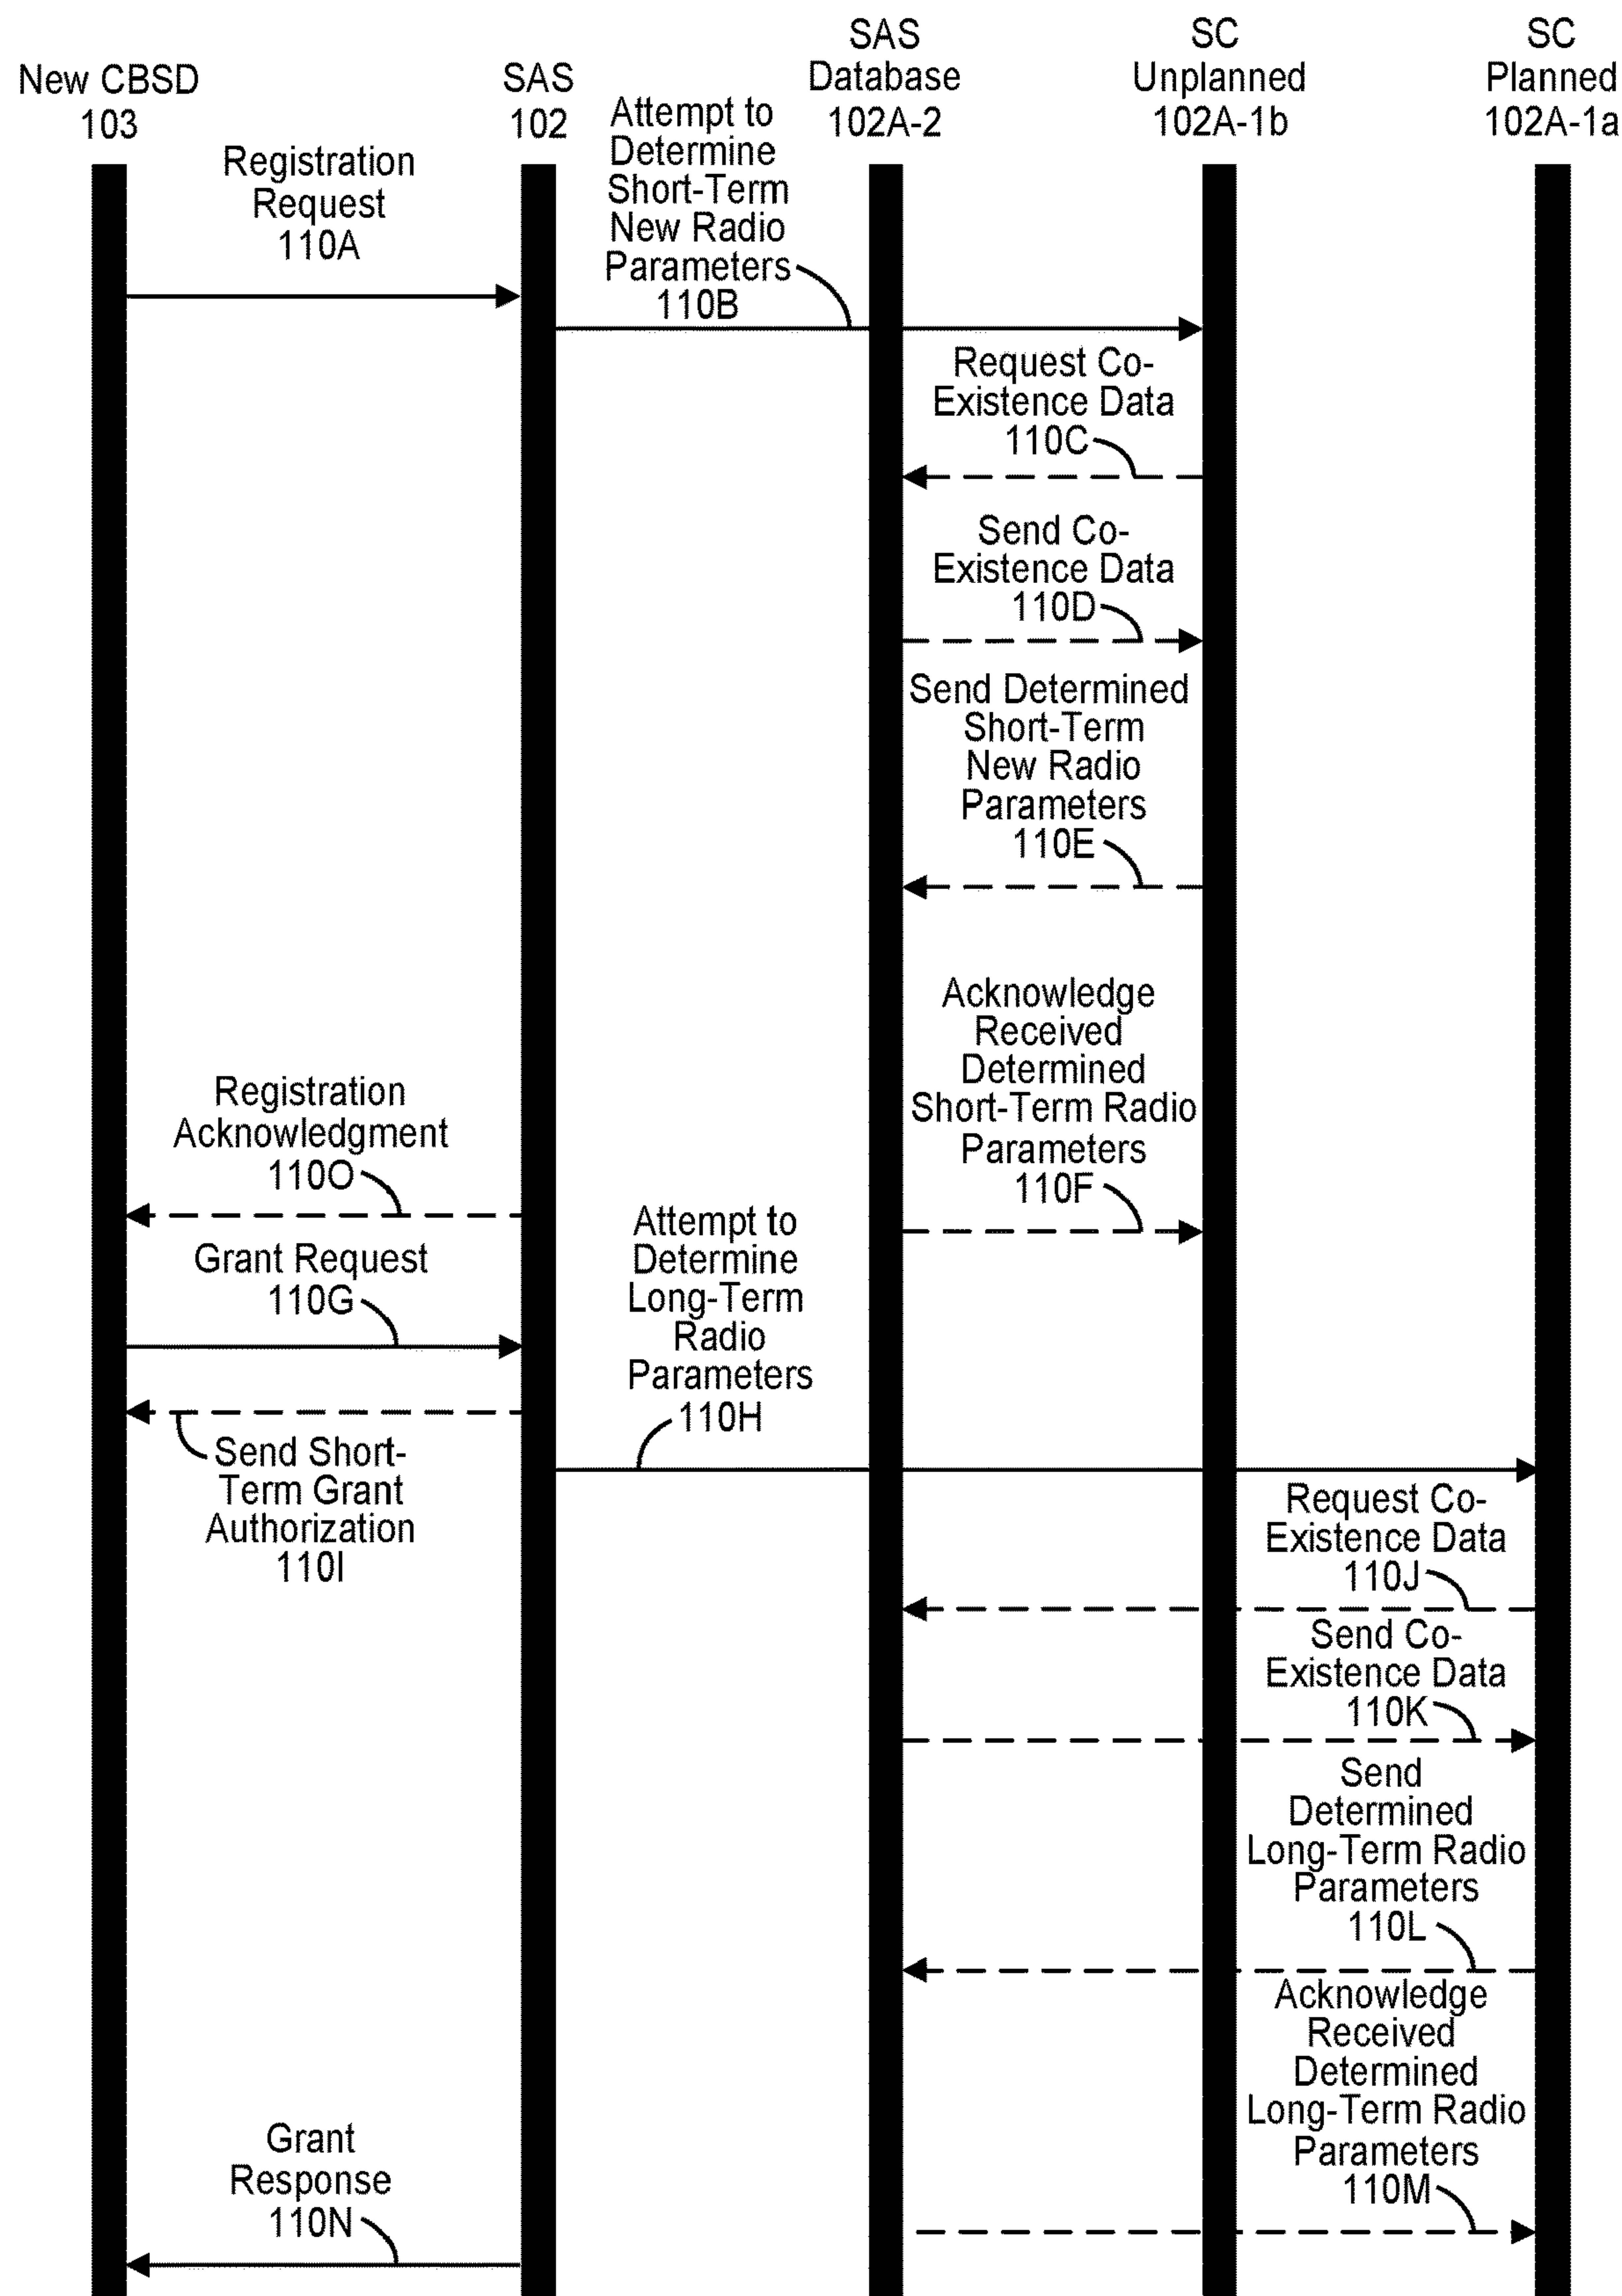 New CBSD
103
SAS
102
SAS
Database
102A-2
SC
Unplanned
102A-1b
SC
Planned
102A-1a
Registration
Request
110A
Attempt to
Determine
Short-Term
New Radio
Parameters
110B
Request Co-
Existence Data
110C
Send Co-
Existence Data
110D
Send Determined
Short-Term
New Radio
Parameters
110E
Acknowledge
Received
Determined
Short-Term Radio
Parameters
110F
Registration
Acknowledgment
110O
Grant Request
110G
Attempt to
Determine
Long-Term
Radio
Parameters
110H
Send Short-
Term Grant
Authorization
110I
Request Co-
Existence Data
110J
Send Co-
Existence Data
110K
Send
Determined
Long-Term Radio
Parameters
110L
Acknowledge
Received
Determined
Long-Term Radio
Parameters
110M
Grant
Response
110N